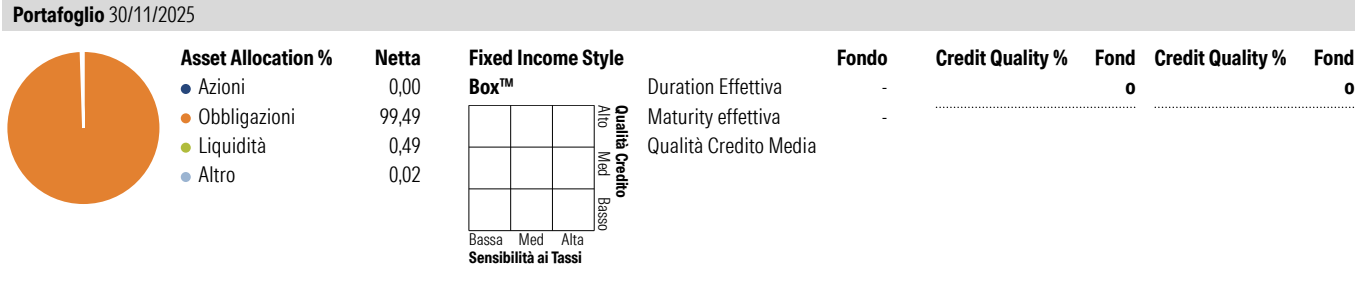 Portafoglio 30/11/2025
Asset Allocation % Netta
Azioni 0,00
Obbligazioni 99,49
Liquidità 0,49
Altro 0,02
Fixed Income Style
Box™
Alto Med Basso
Qualità Credito
Bassa Med Alta
Sensibilità ai Tassi
Fondo
Duration Effettiva -
Maturity effettiva -
Qualità Credito Media
Credit Quality % Fond
o
Credit Quality % Fond
o